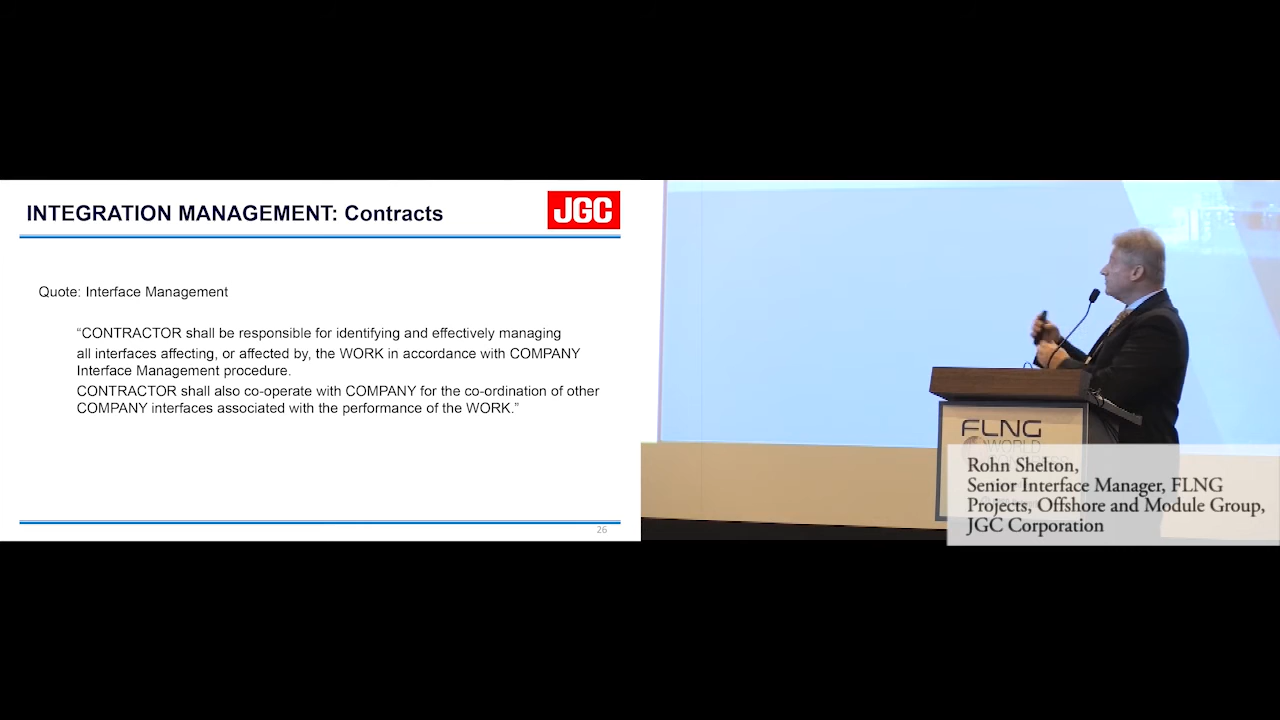 INTEGRATION MANAGEMENT: Contracts
JGC
Quote: Interface Management
“CONTRACTOR shall be responsible for identifying and effectively managing
all interfaces affecting, or affected by, the WORK in accordance with COMPANY
Interface Management procedure.
CONTRACTOR shall also co-operate with COMPANY for the co-ordination of other
COMPANY interfaces associated with the performance of the WORK.”
26
FLNG
WORLD
Rohn Shelton,
Senior Interface Manager, FLNG
Projects, Offshore and Module Group,
JGC Corporation